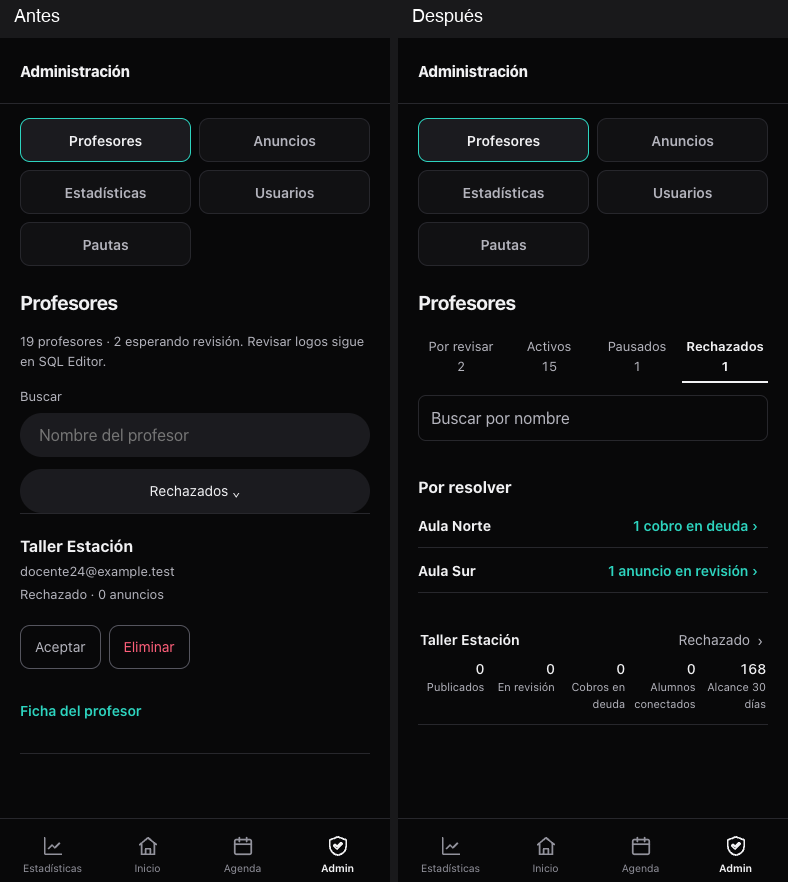 Antes
Administración
Profesores
Anuncios
Estadísticas
Usuarios
Pautas
Profesores
19 profesores · 2 esperando revisión. Revisar logos sigue
en SQL Editor.
Buscar
Nombre del profesor
Rechazados
Taller Estación
docente24@example.test
Rechazado · 0 anuncios
Aceptar
Eliminar
Ficha del profesor
Estadísticas
Inicio
Agenda
Admin
Después
Administración
Profesores
Anuncios
Estadísticas
Usuarios
Pautas
Profesores
Por revisar
2
Activos
15
Pausados
1
Rechazados
1
Buscar por nombre
Por resolver
Aula Norte
1 cobro en deuda ›
Aula Sur
1 anuncio en revisión ›
Taller Estación
Rechazado ›
0
Publicados
0
En revisión
0
Cobros en
deuda
0
Alumnos
conectados
168
Alcance 30
días
Estadísticas
Inicio
Agenda
Admin